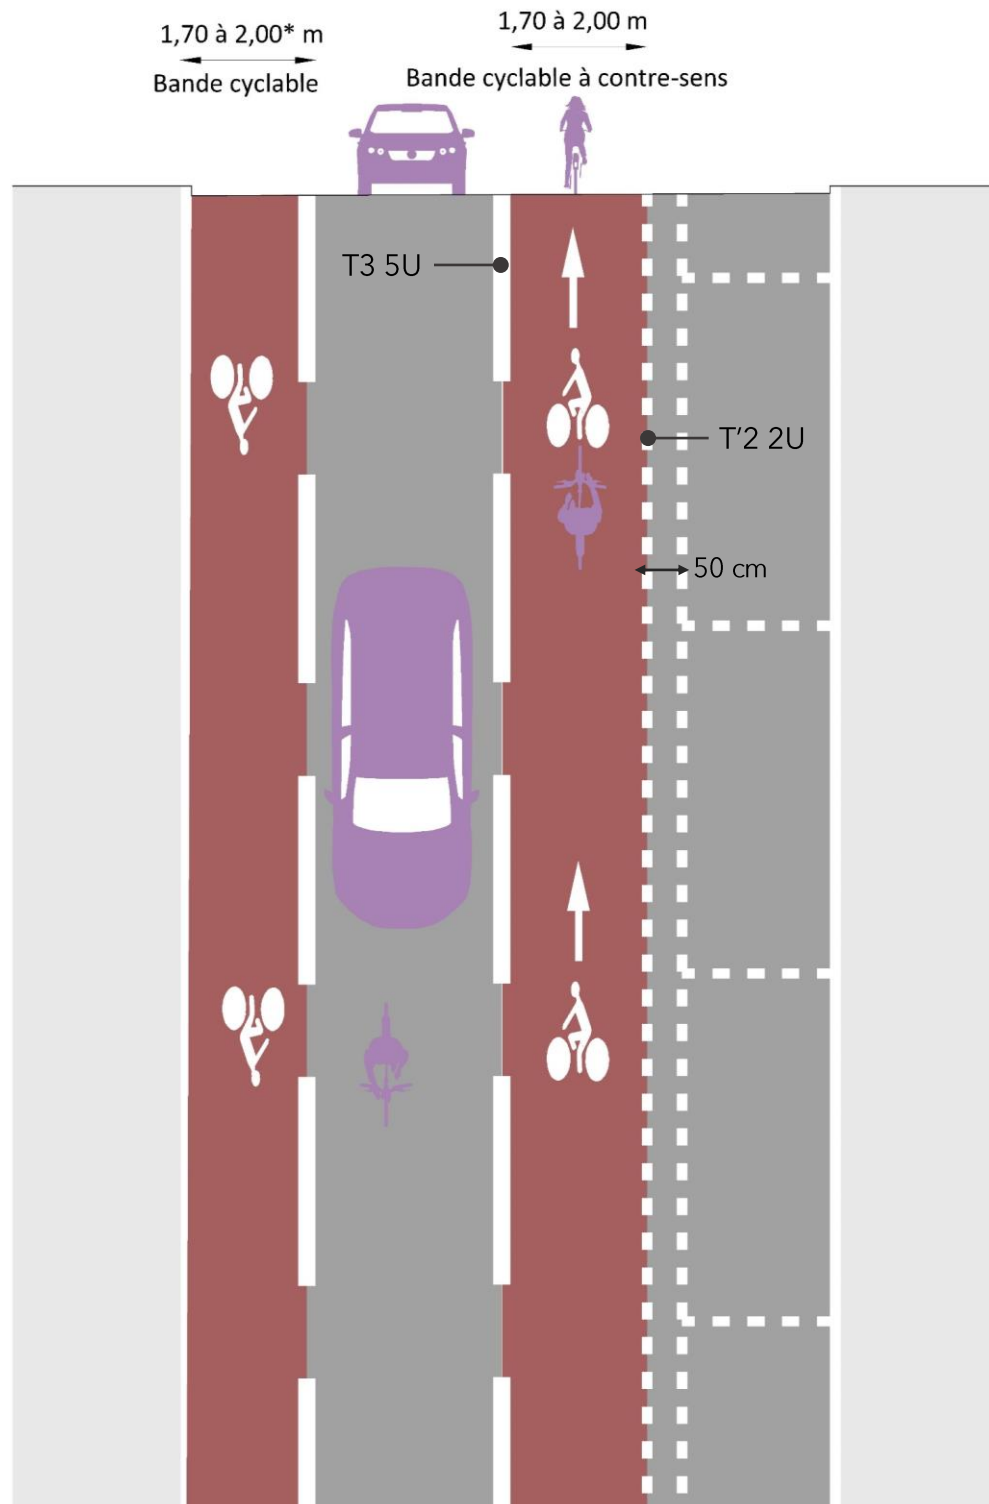 1,70 à 2,00* m
Bande cyclable
1,70 à 2,00 m
Bande cyclable à contre-sens
T3 5U
T'2 2U
50 cm